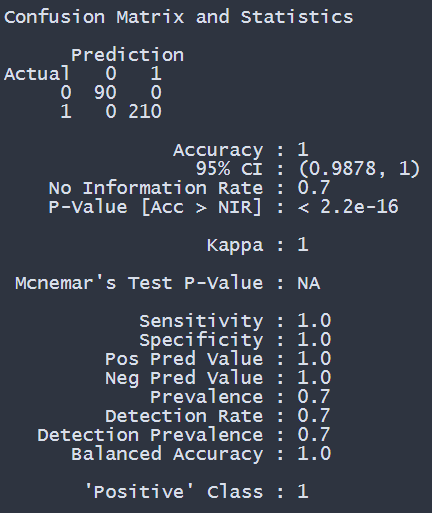 Confusion Matrix and Statistics
Prediction
Actual 0 1
0 90 0
1 0 210
Accuracy : 1
95% CI : (0.9878, 1)
No Information Rate : 0.7
P-Value [Acc > NIR] : < 2.2e-16
Kappa : 1
Mcnemar's Test P-Value : NA
Sensitivity : 1.0
Specificity : 1.0
Pos Pred Value : 1.0
Neg Pred Value : 1.0
Prevalence : 0.7
Detection Rate : 0.7
Detection Prevalence : 0.7
Balanced Accuracy : 1.0
'Positive' Class : 1